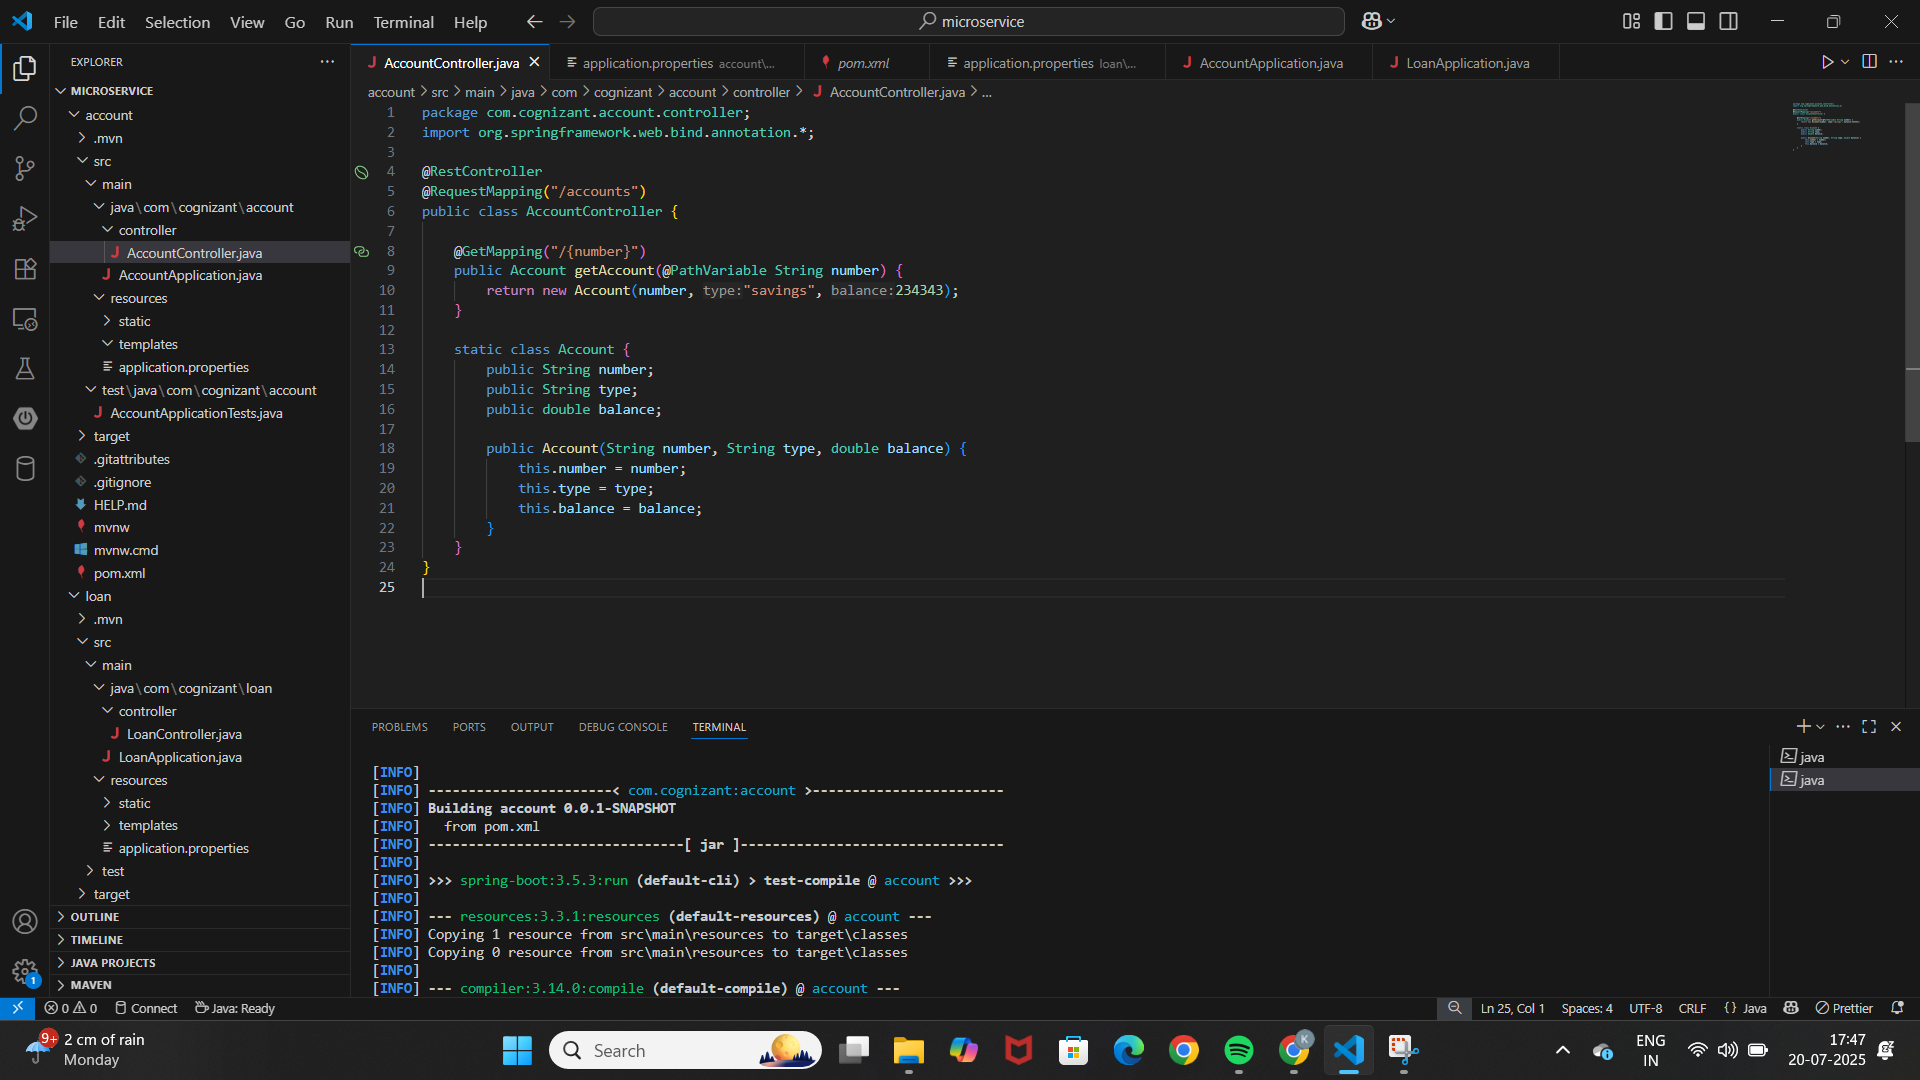 File Edit Selection View Go Run Terminal Help
microservice
EXPLORER
MICROSERVICE
account
.mvn
src
main
java\com\cognizant\account
controller
AccountController.java
AccountApplication.java
resources
static
templates
application.properties
test\java\com\cognizant\account
AccountApplicationTests.java
target
.gitattributes
.gitignore
HELP.md
mvnw
mvnw.cmd
pom.xml
loan
.mvn
src
main
java\com\cognizant\loan
controller
LoanController.java
LoanApplication.java
resources
static
templates
application.properties
test
target
OUTLINE
TIMELINE
JAVA PROJECTS
MAVEN
AccountController.java
application.properties account\...
pom.xml
application.properties loan\...
AccountApplication.java
LoanApplication.java
account > src > main > java > com > cognizant > account > controller > AccountController.java > ...
1 package com.cognizant.account.controller;
2 import org.springframework.web.bind.annotation.*;
3
4 @RestController
5 @RequestMapping("/accounts")
6 public class AccountController {
7
8 @GetMapping("/{number}")
9 public Account getAccount(@PathVariable String number) {
10 return new Account(number, type:"savings", balance:234343);
11 }
12
13 static class Account {
14 public String number;
15 public String type;
16 public double balance;
17
18 public Account(String number, String type, double balance) {
19 this.number = number;
20 this.type = type;
21 this.balance = balance;
22 }
23 }
24 }
25
PROBLEMS PORTS OUTPUT DEBUG CONSOLE TERMINAL
[INFO]
[INFO] -----------------------< com.cognizant:account >------------------------
[INFO] Building account 0.0.1-SNAPSHOT
[INFO] from pom.xml
[INFO] --------------------------------[ jar ]---------------------------------
[INFO]
[INFO] >>> spring-boot:3.5.3:run (default-cli) > test-compile @ account >>>
[INFO]
[INFO] --- resources:3.3.1:resources (default-resources) @ account ---
[INFO] Copying 1 resource from src\main\resources to target\classes
[INFO] Copying 0 resource from src\main\resources to target\classes
[INFO]
[INFO] --- compiler:3.14.0:compile (default-compile) @ account ---
java
java
1
0 0 Connect Java: Ready
Ln 25, Col 1 Spaces: 4 UTF-8 CRLF {} Java Prettier
9+
2 cm of rain
Monday
Search
K
ENG
IN
17:47
20-07-2025